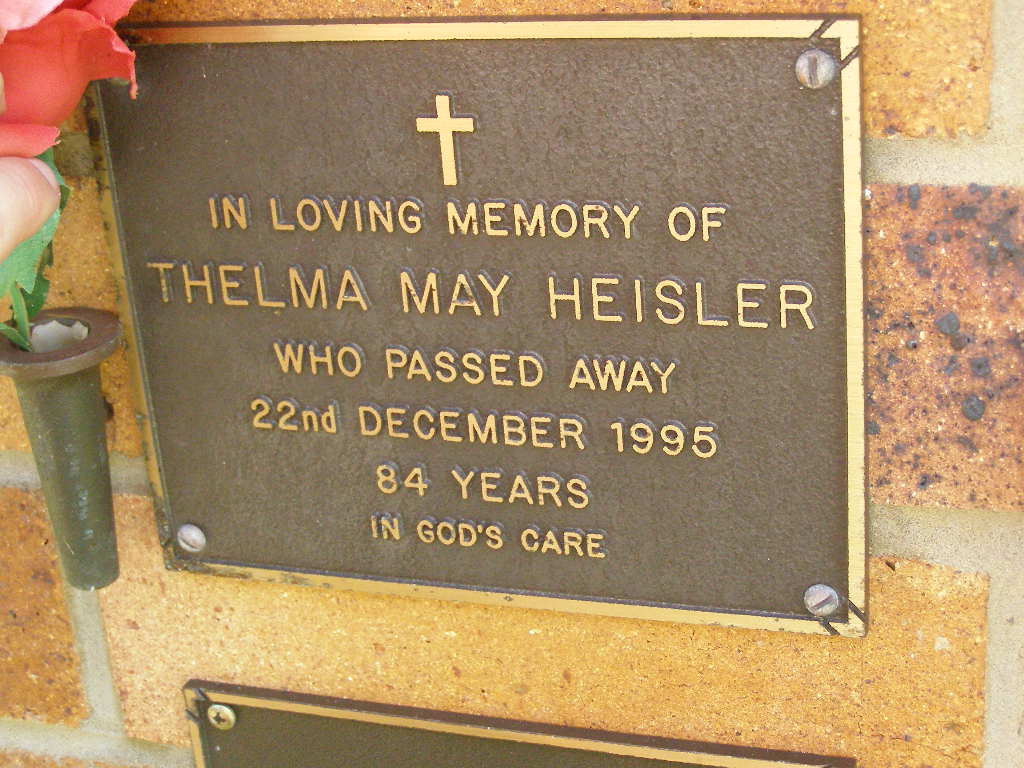 IN LOVING MEMORY OF
THELMA MAY HEISLER
WHO PASSED AWAY
22nd DECEMBER 1995
84 YEARS
IN GOD'S CARE